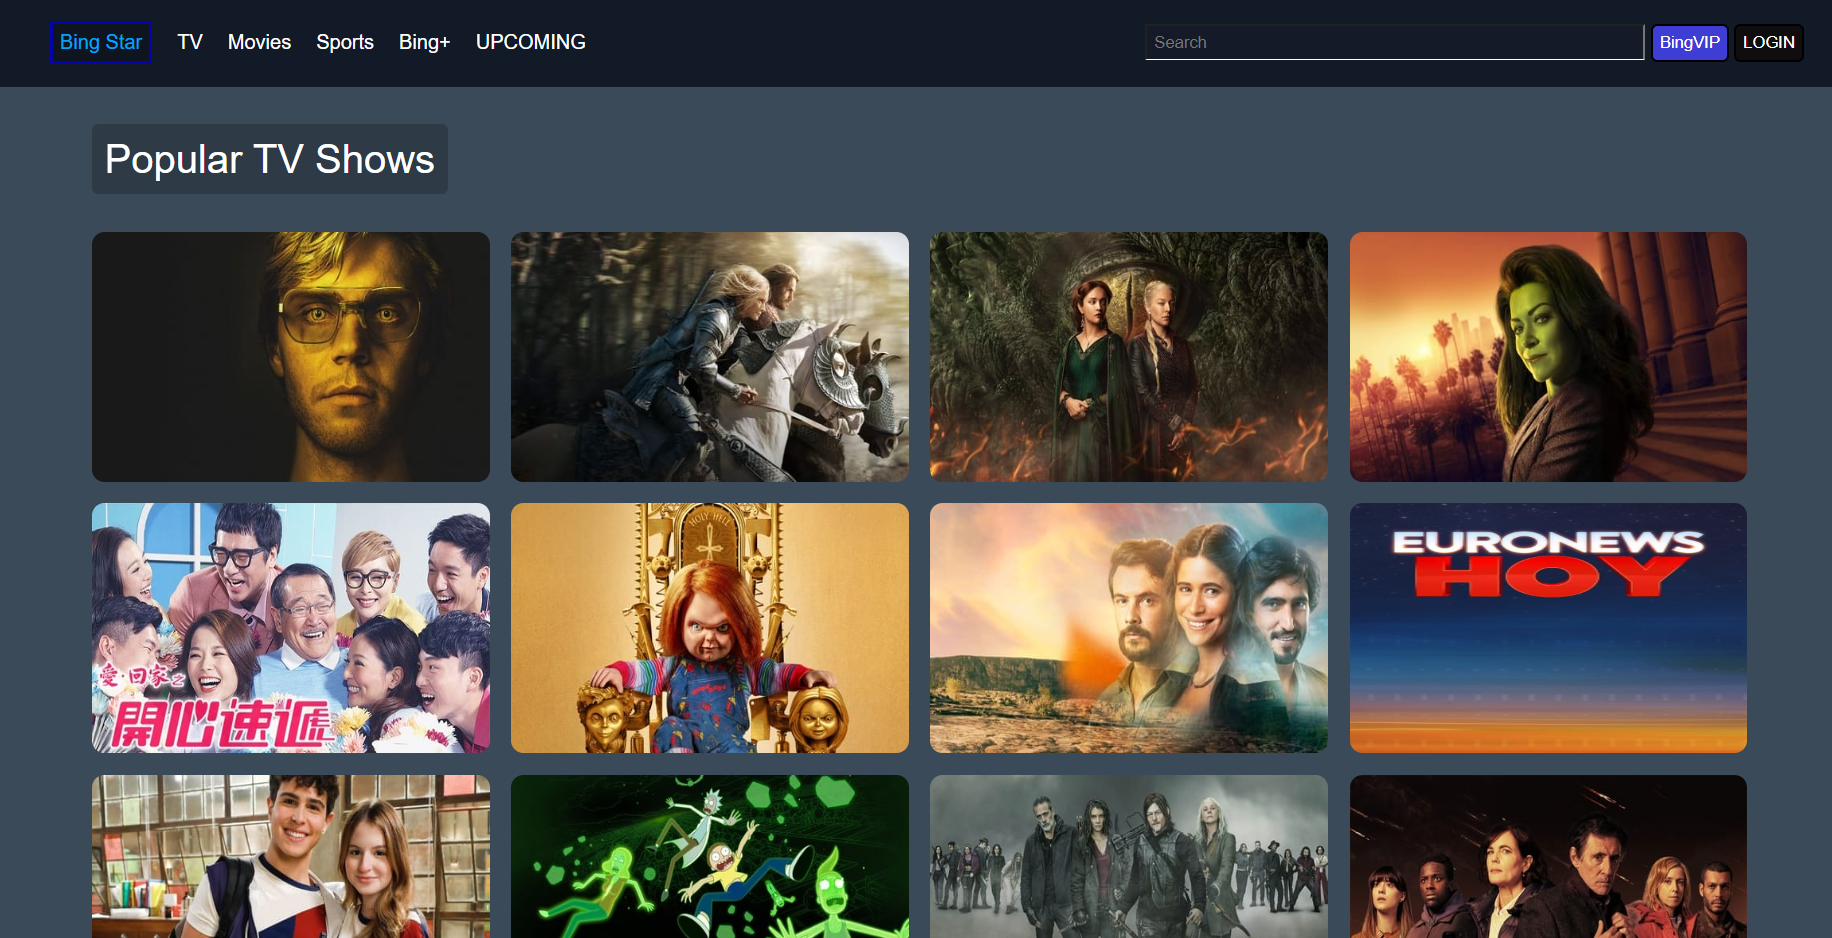 Bing Star
TV
Movies
Sports
Bing+
UPCOMING
Search
BingVIP
LOGIN
Popular TV Shows
HOLY HELL
愛·回家之
開心速遞
EURONEWS
HOY